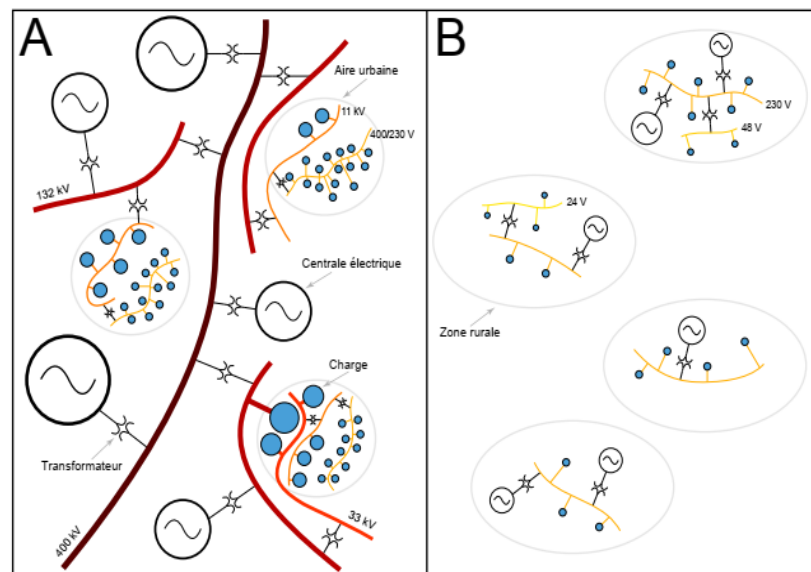 A
Aire urbaine
11 kV
400/230 V
132 kV
Centrale électrique
Charge
Transformateur
33 kV
400 kV
B
230 V
48 V
24 V
Zone rurale